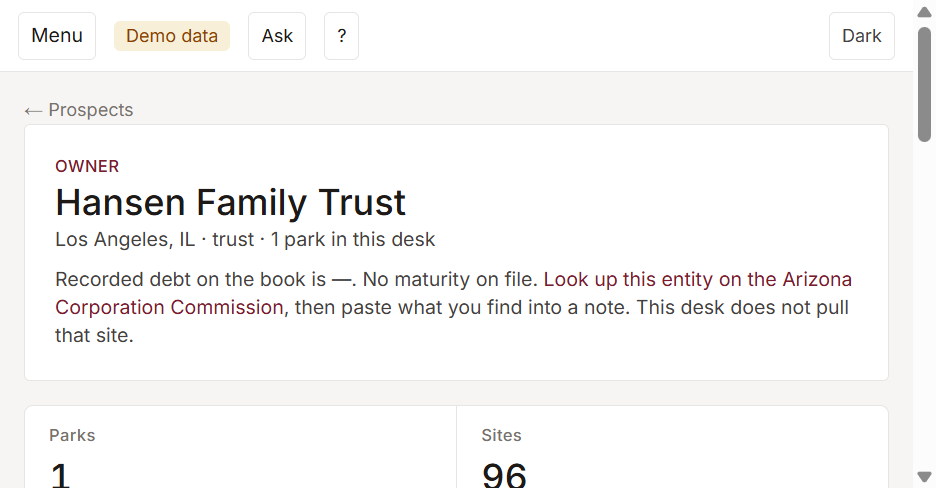 Menu Demo data Ask ? Dark
← Prospects
OWNER
Hansen Family Trust
Los Angeles, IL · trust · 1 park in this desk
Recorded debt on the book is —. No maturity on file. Look up this entity on the Arizona
Corporation Commission, then paste what you find into a note. This desk does not pull
that site.
Parks Sites
1 96